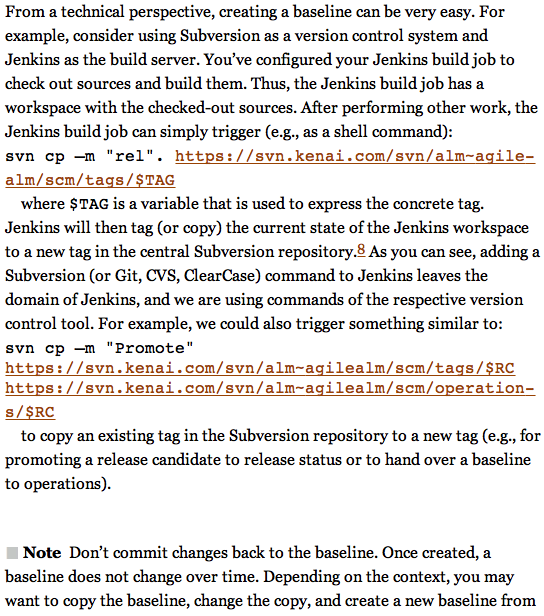 From a technical perspective, creating a baseline can be very easy. For
example, consider using Subversion as a version control system and
Jenkins as the build server. You’ve configured your Jenkins build job to
check out sources and build them. Thus, the Jenkins build job has a
workspace with the checked-out sources. After performing other work, the
Jenkins build job can simply trigger (e.g., as a shell command):
svn cp –m "rel". https://svn.kenai.com/svn/alm~agile-
alm/scm/tags/$TAG
where $TAG is a variable that is used to express the concrete tag.
Jenkins will then tag (or copy) the current state of the Jenkins workspace
to a new tag in the central Subversion repository.8 As you can see, adding a
Subversion (or Git, CVS, ClearCase) command to Jenkins leaves the
domain of Jenkins, and we are using commands of the respective version
control tool. For example, we could also trigger something similar to:
svn cp –m "Promote"
https://svn.kenai.com/svn/alm~agilealm/scm/tags/$RC
https://svn.kenai.com/svn/alm~agilealm/scm/operation-
s/$RC
to copy an existing tag in the Subversion repository to a new tag (e.g., for
promoting a release candidate to release status or to hand over a baseline
to operations).
Note Don’t commit changes back to the baseline. Once created, a
baseline does not change over time. Depending on the context, you may
want to copy the baseline, change the copy, and create a new baseline from